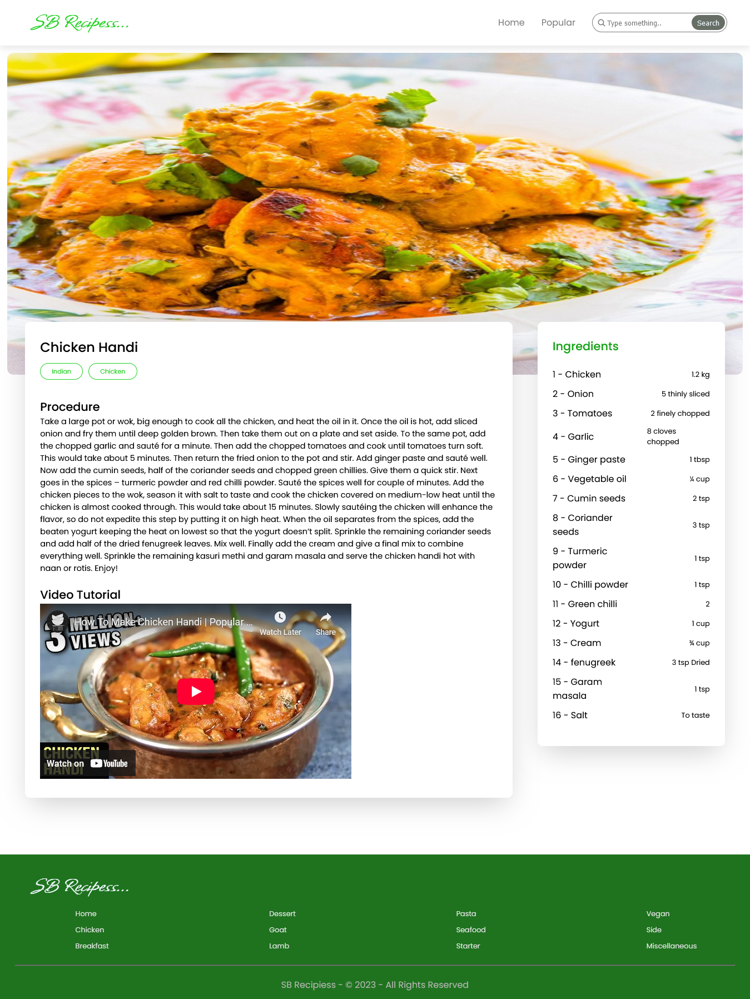 SB Recipess...
Home
Popular
Type something..
Search
Chicken Handi
Indian
Chicken
Procedure
Take a large pot or wok, big enough to cook all the chicken, and heat the oil in it. Once the oil is hot, add sliced
onion and fry them until deep golden brown. Then take them out on a plate and set aside. To the same pot, add
the chopped garlic and sauté for a minute. Then add the chopped tomatoes and cook until tomatoes turn soft.
This would take about 5 minutes. Then return the fried onion to the pot and stir. Add ginger paste and sauté well.
Now add the cumin seeds, half of the coriander seeds and chopped green chillies. Give them a quick stir. Next
goes in the spices – turmeric powder and red chilli powder. Sauté the spices well for couple of minutes. Add the
chicken pieces to the wok, season it with salt to taste and cook the chicken covered on medium-low heat until the
chicken is almost cooked through. This would take about 15 minutes. Slowly sautéing the chicken will enhance the
flavor, so do not expedite this step by putting it on high heat. When the oil separates from the spices, add the
beaten yogurt keeping the heat on lowest so that the yogurt doesn’t split. Sprinkle the remaining coriander seeds
and add half of the dried fenugreek leaves. Mix well. Finally add the cream and give a final mix to combine
everything well. Sprinkle the remaining kasuri methi and garam masala and serve the chicken handi hot with
naan or rotis. Enjoy!
Video Tutorial
How To Make Chicken Handi | Popular ...
Watch Later
Share
3 MILLION+
VIEWS
CHICKEN
HANDI
Watch on YouTube
Ingredients
1 - Chicken 1.2 kg
2 - Onion 5 thinly sliced
3 - Tomatoes 2 finely chopped
4 - Garlic 8 cloves
chopped
5 - Ginger paste 1 tbsp
6 - Vegetable oil ¼ cup
7 - Cumin seeds 2 tsp
8 - Coriander
seeds 3 tsp
9 - Turmeric
powder 1 tsp
10 - Chilli powder 1 tsp
11 - Green chilli 2
12 - Yogurt 1 cup
13 - Cream ¾ cup
14 - fenugreek 3 tsp Dried
15 - Garam
masala 1 tsp
16 - Salt To taste
SB Recipess...
Home
Chicken
Breakfast
Dessert
Goat
Lamb
Pasta
Seafood
Starter
Vegan
Side
Miscellaneous
SB Recipiess - © 2023 - All Rights Reserved